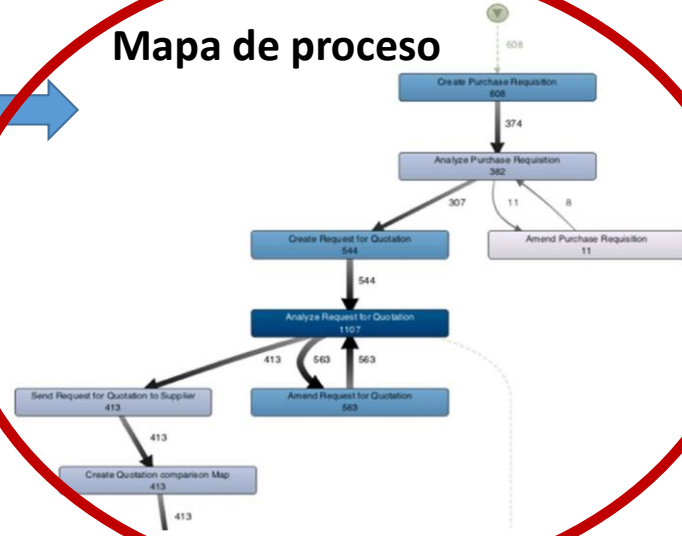 Mapa de proceso
608
Create Purchase Requisition
608
374
Analyze Purchase Requisition
382
307
11
8
Create Request for Quotation
544
Amend Purchase Requisition
11
544
Analyze Request for Quotation
1107
413
563
563
Send Request for Quotation to Supplier
413
Amend Request for Quotation
563
413
Create Quotation comparison Map
413
413